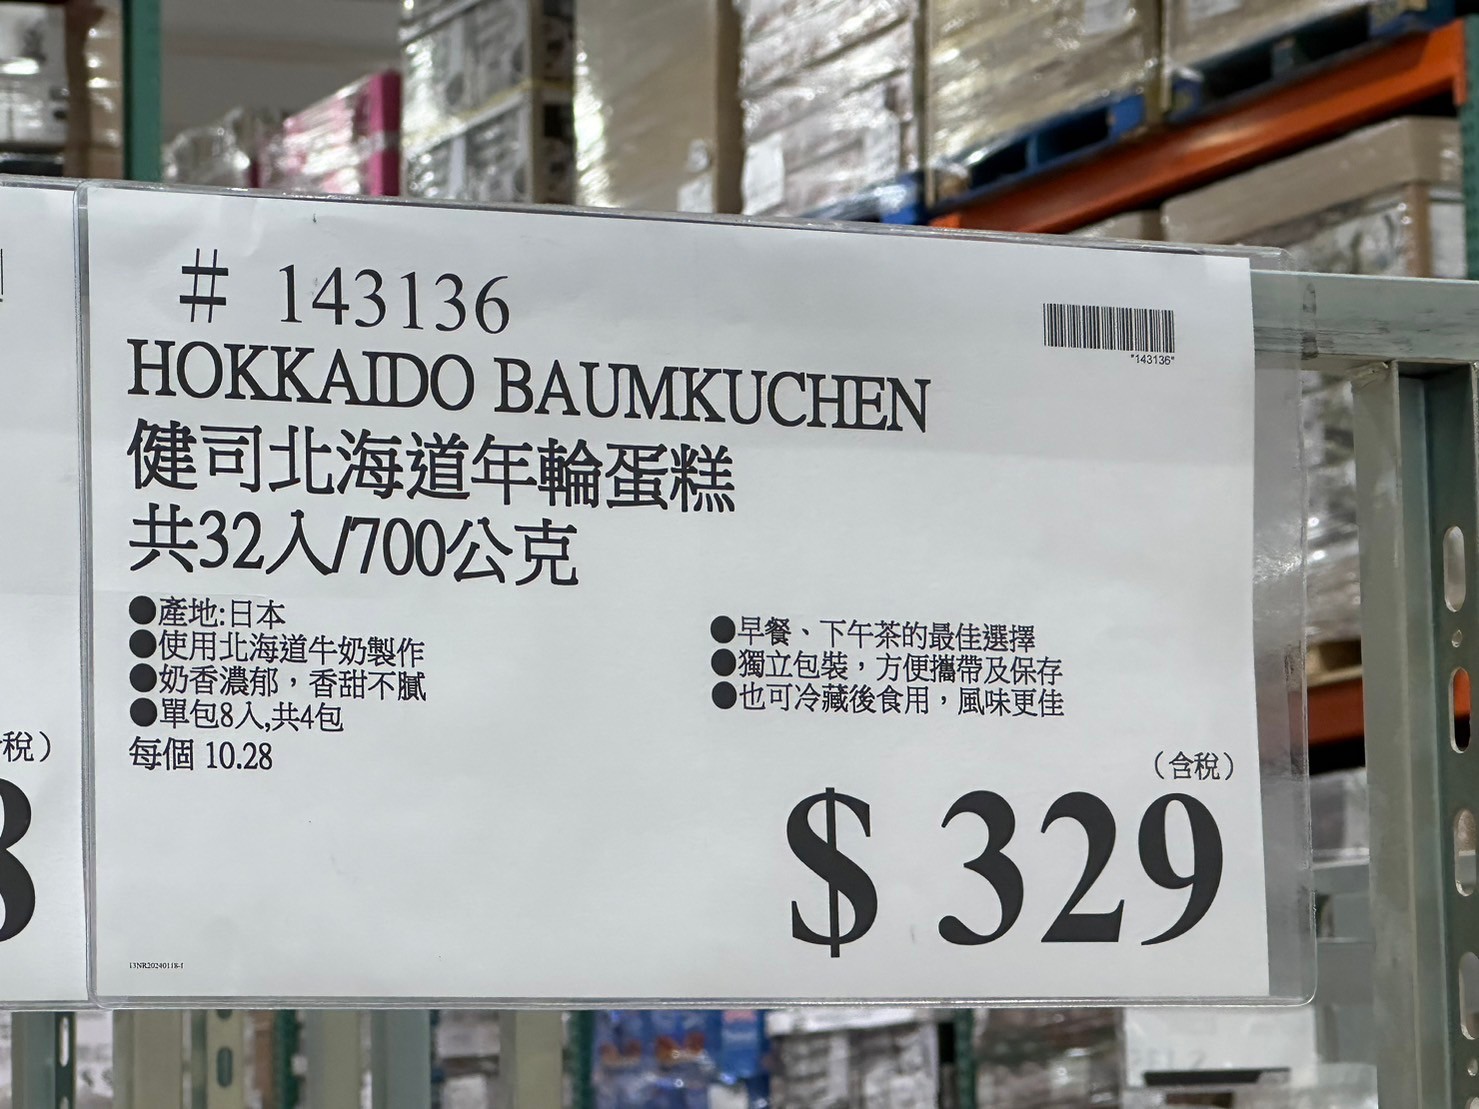 # 143136
*143136*
HOKKAIDO BAUMKUCHEN
健司北海道年輪蛋糕
共32入/700公克
●產地:日本
●使用北海道牛奶製作
●奶香濃郁，香甜不膩
●單包8入,共4包
每個 10.28
●早餐、下午茶的最佳選擇
●獨立包裝，方便攜帶及保存
●也可冷藏後食用，風味更佳
（含稅）
$ 329
13NR20240118-1
稅）